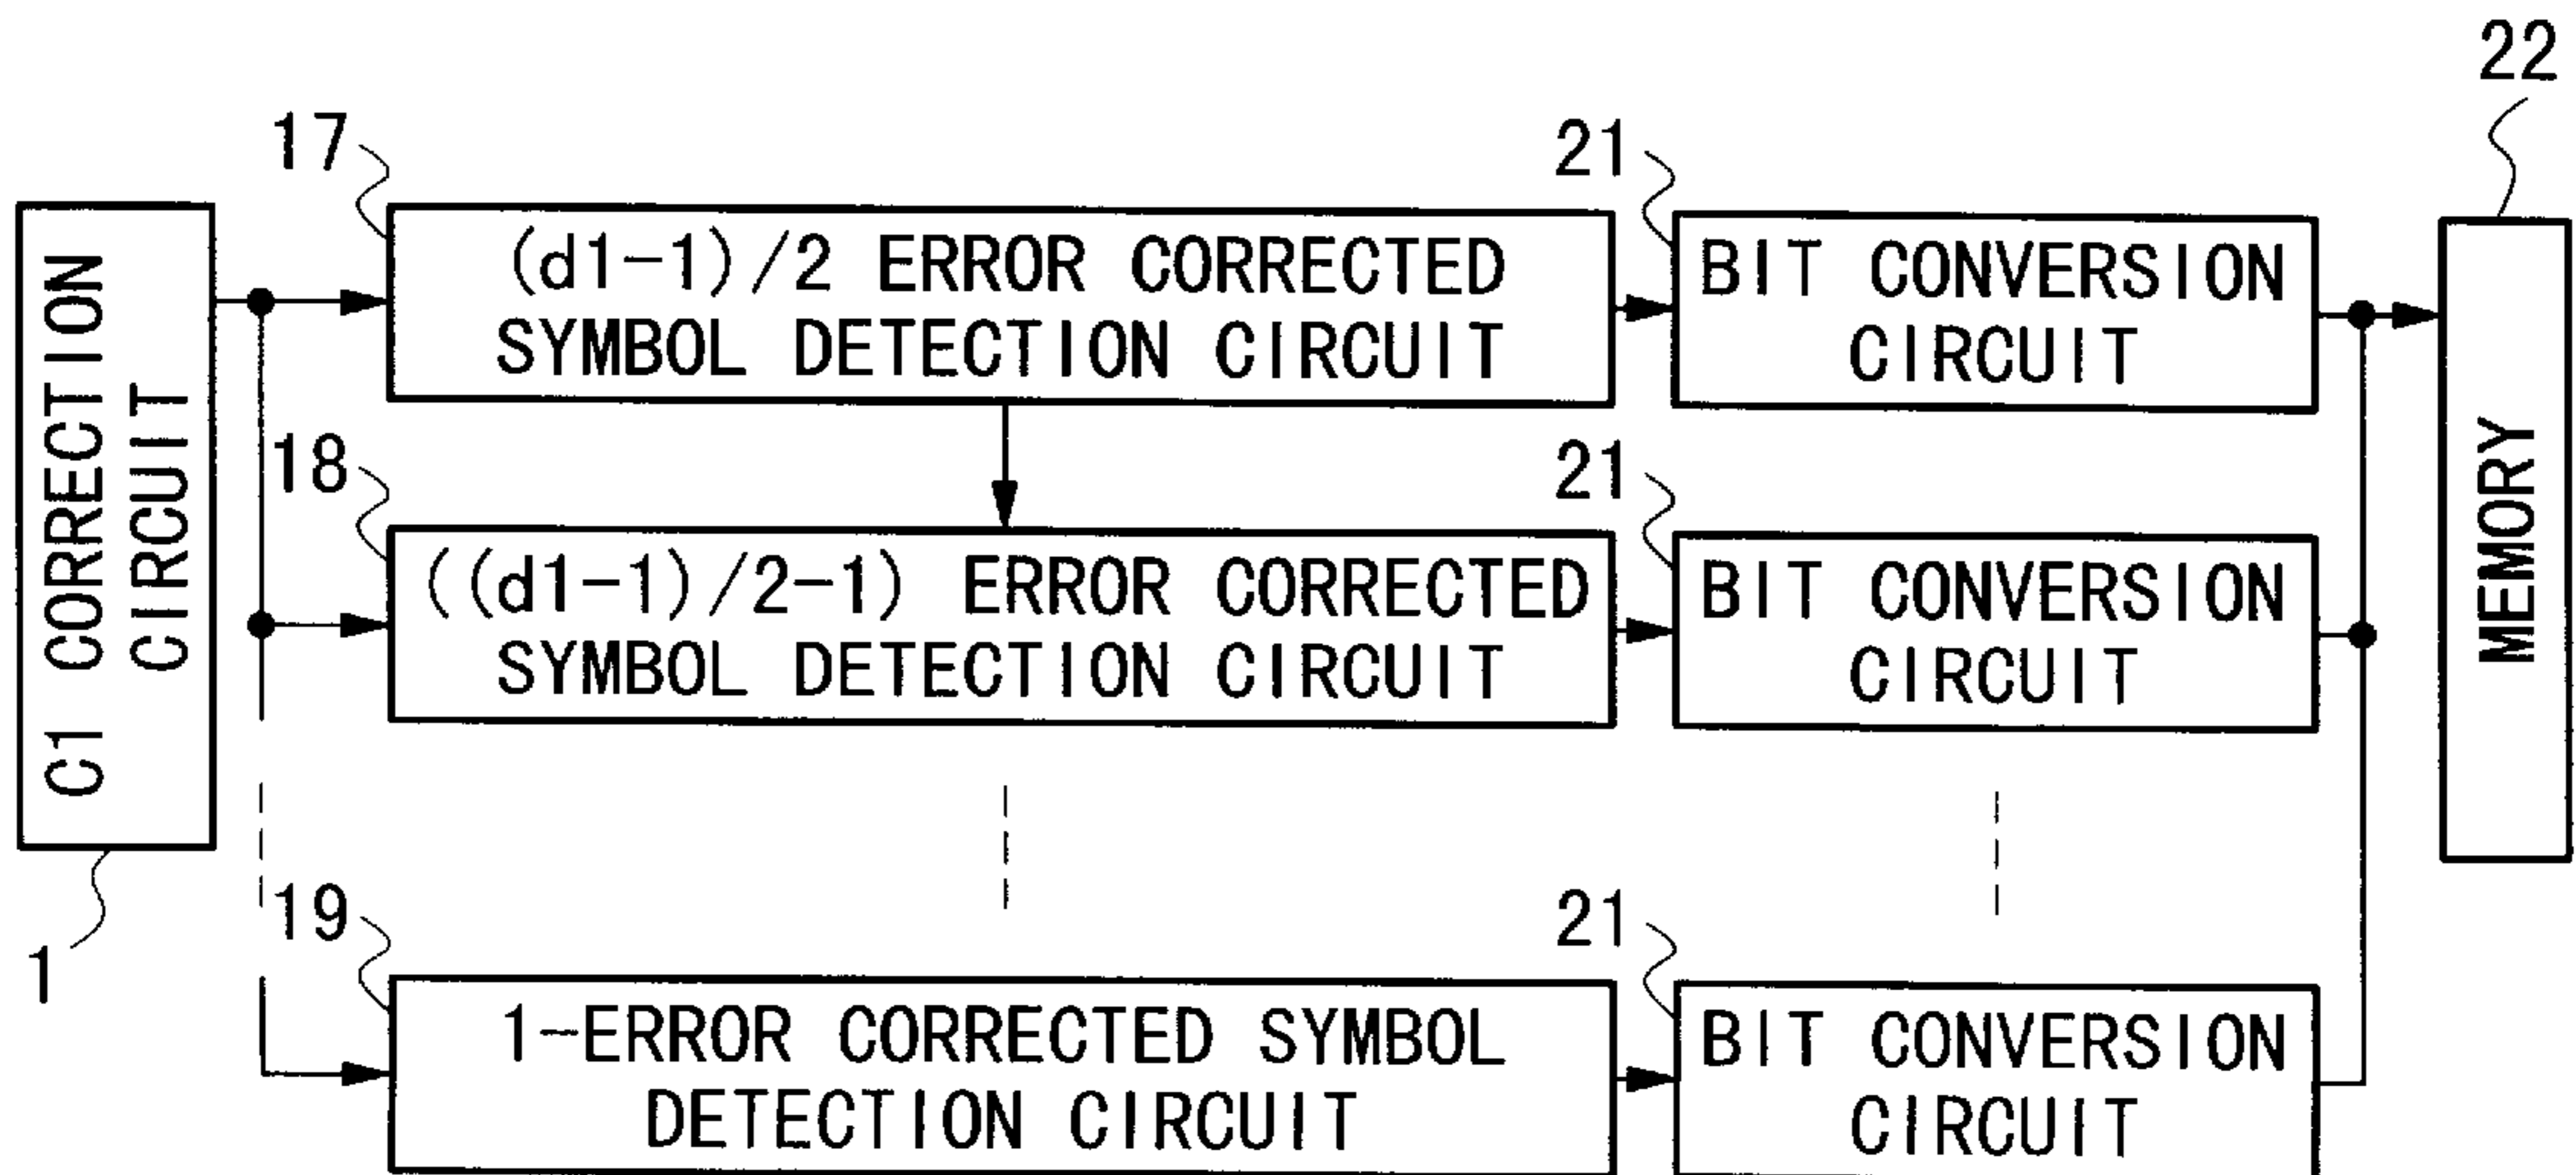 22
17
21
(d1-1)/2 ERROR CORRECTED
SYMBOL DETECTION CIRCUIT
BIT CONVERSION
CIRCUIT
C1 CORRECTION
CIRCUIT
MEMORY
18
21
((d1-1)/2-1) ERROR CORRECTED
SYMBOL DETECTION CIRCUIT
BIT CONVERSION
CIRCUIT
1
19
21
1-ERROR CORRECTED SYMBOL
DETECTION CIRCUIT
BIT CONVERSION
CIRCUIT